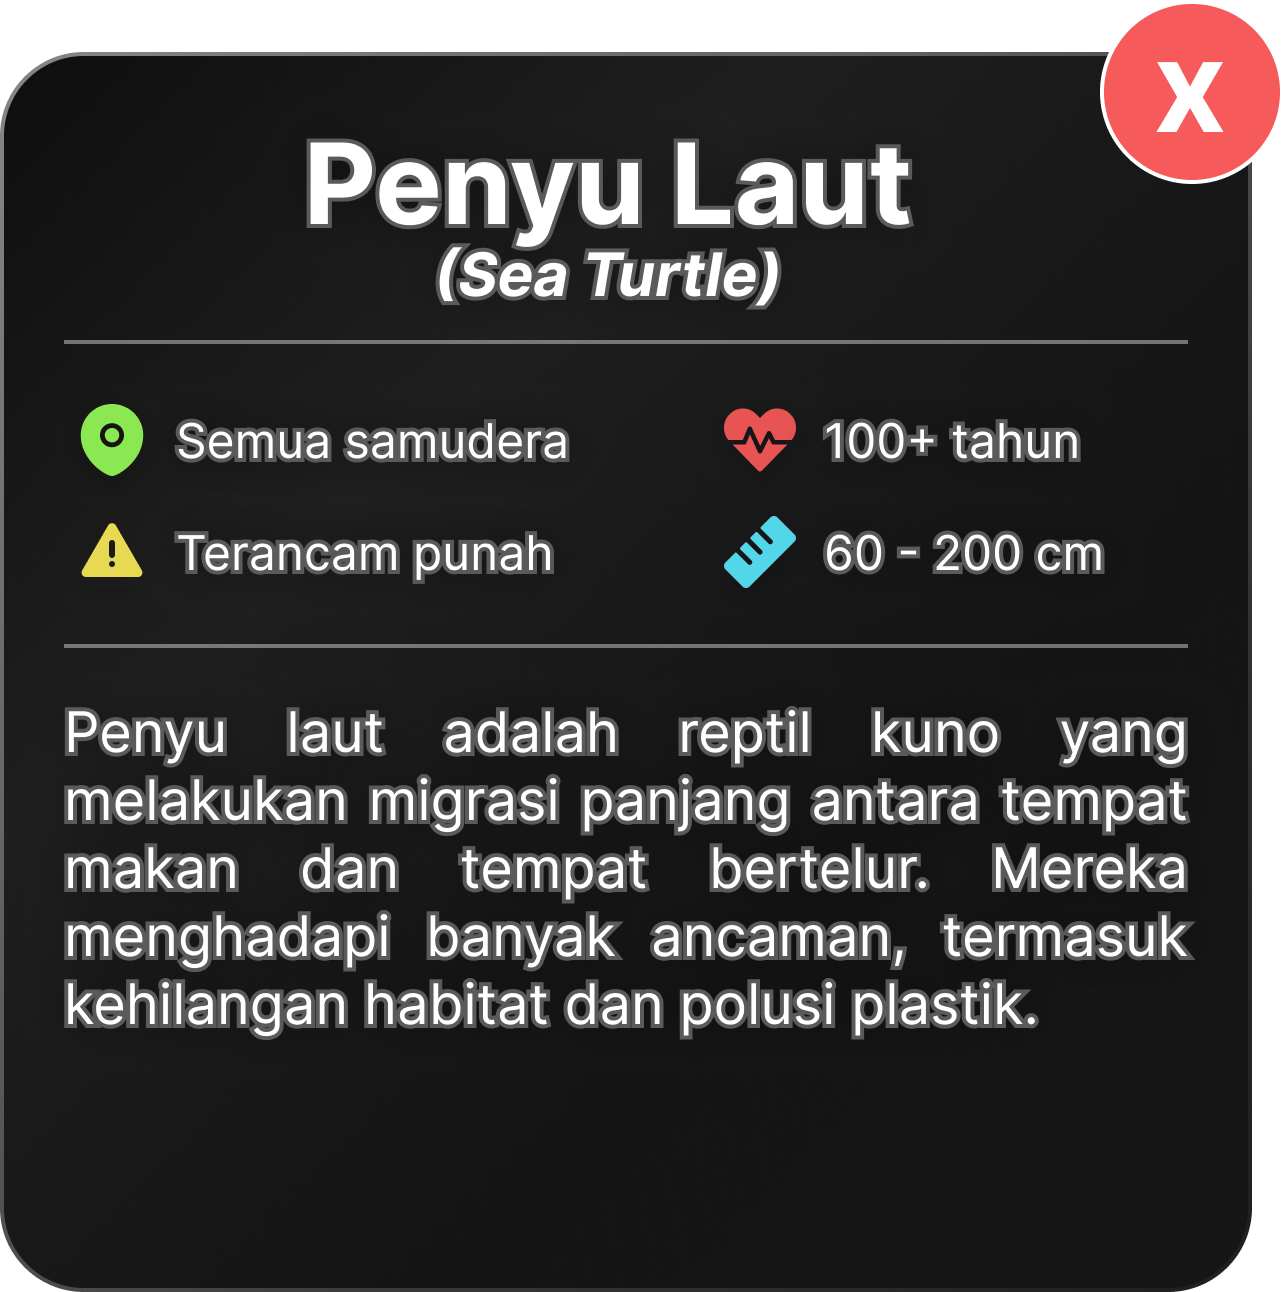 X
Penyu Laut
(Sea Turtle)
Semua samudera
100+ tahun
Terancam punah
60 - 200 cm
Penyu laut adalah reptil kuno yang
melakukan migrasi panjang antara tempat
makan dan tempat bertelur. Mereka
menghadapi banyak ancaman, termasuk
kehilangan habitat dan polusi plastik.